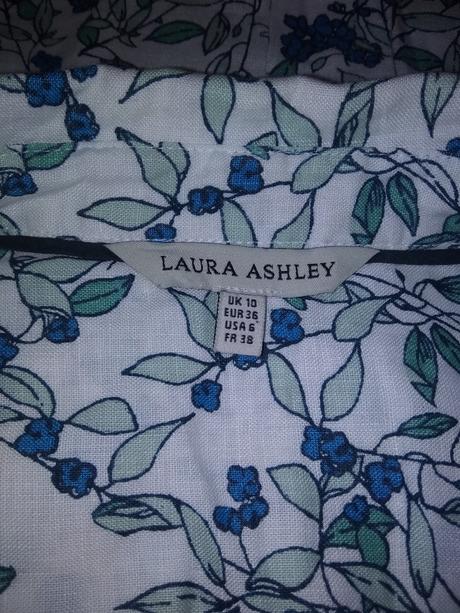 LAURA ASHLEY
UK 10
EUR 36
USA 6
FR 38